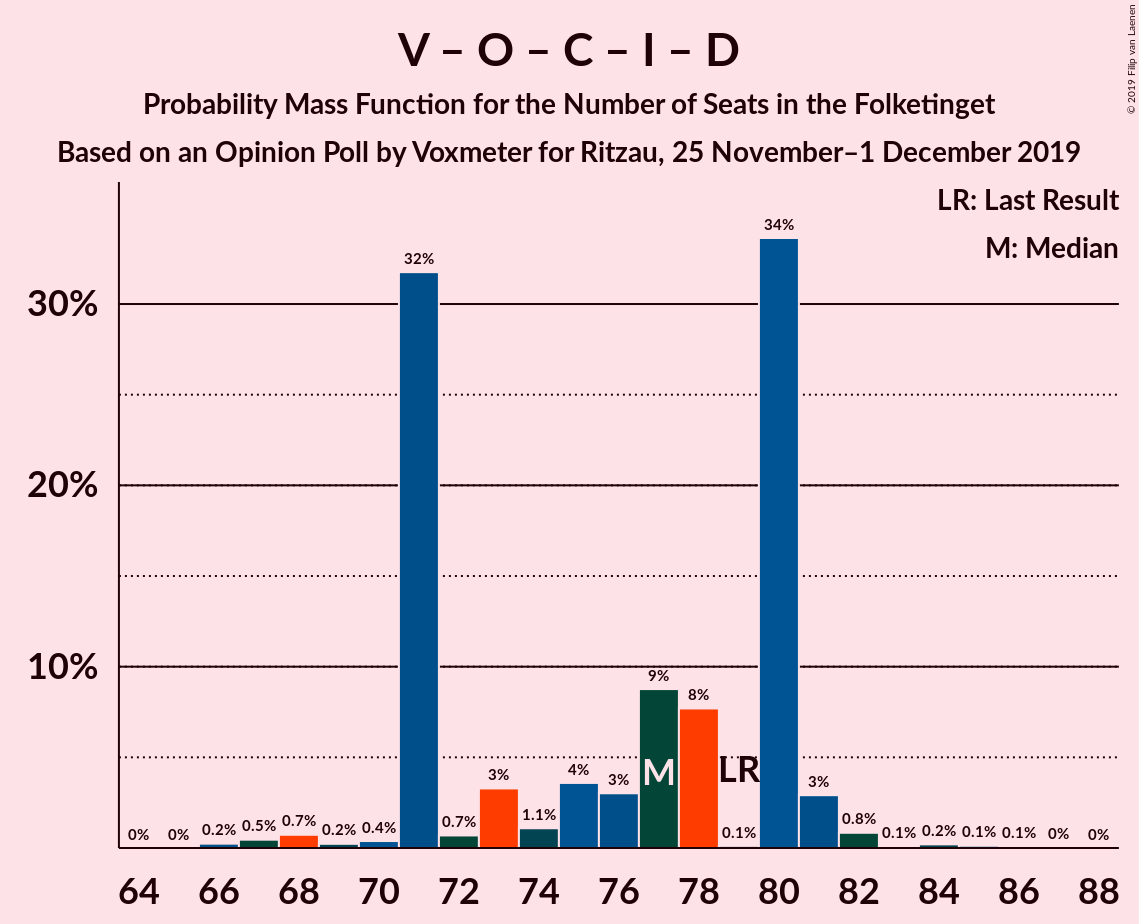 V – O – C – I – D
Probability Mass Function for the Number of Seats in the Folketinget
Based on an Opinion Poll by Voxmeter for Ritzau, 25 November–1 December 2019
© 2019 Filip van Laenen
LR: Last Result
M: Median
30%
20%
10%
0% 0% 0.2% 0.5% 0.7% 0.2% 0.4% 32% 0.7% 3% 1.1% 4% 3% 9% 8% 0.1% 34% 3% 0.8% 0.1% 0.2% 0.1% 0.1% 0% 0%
M LR
64 66 68 70 72 74 76 78 80 82 84 86 88